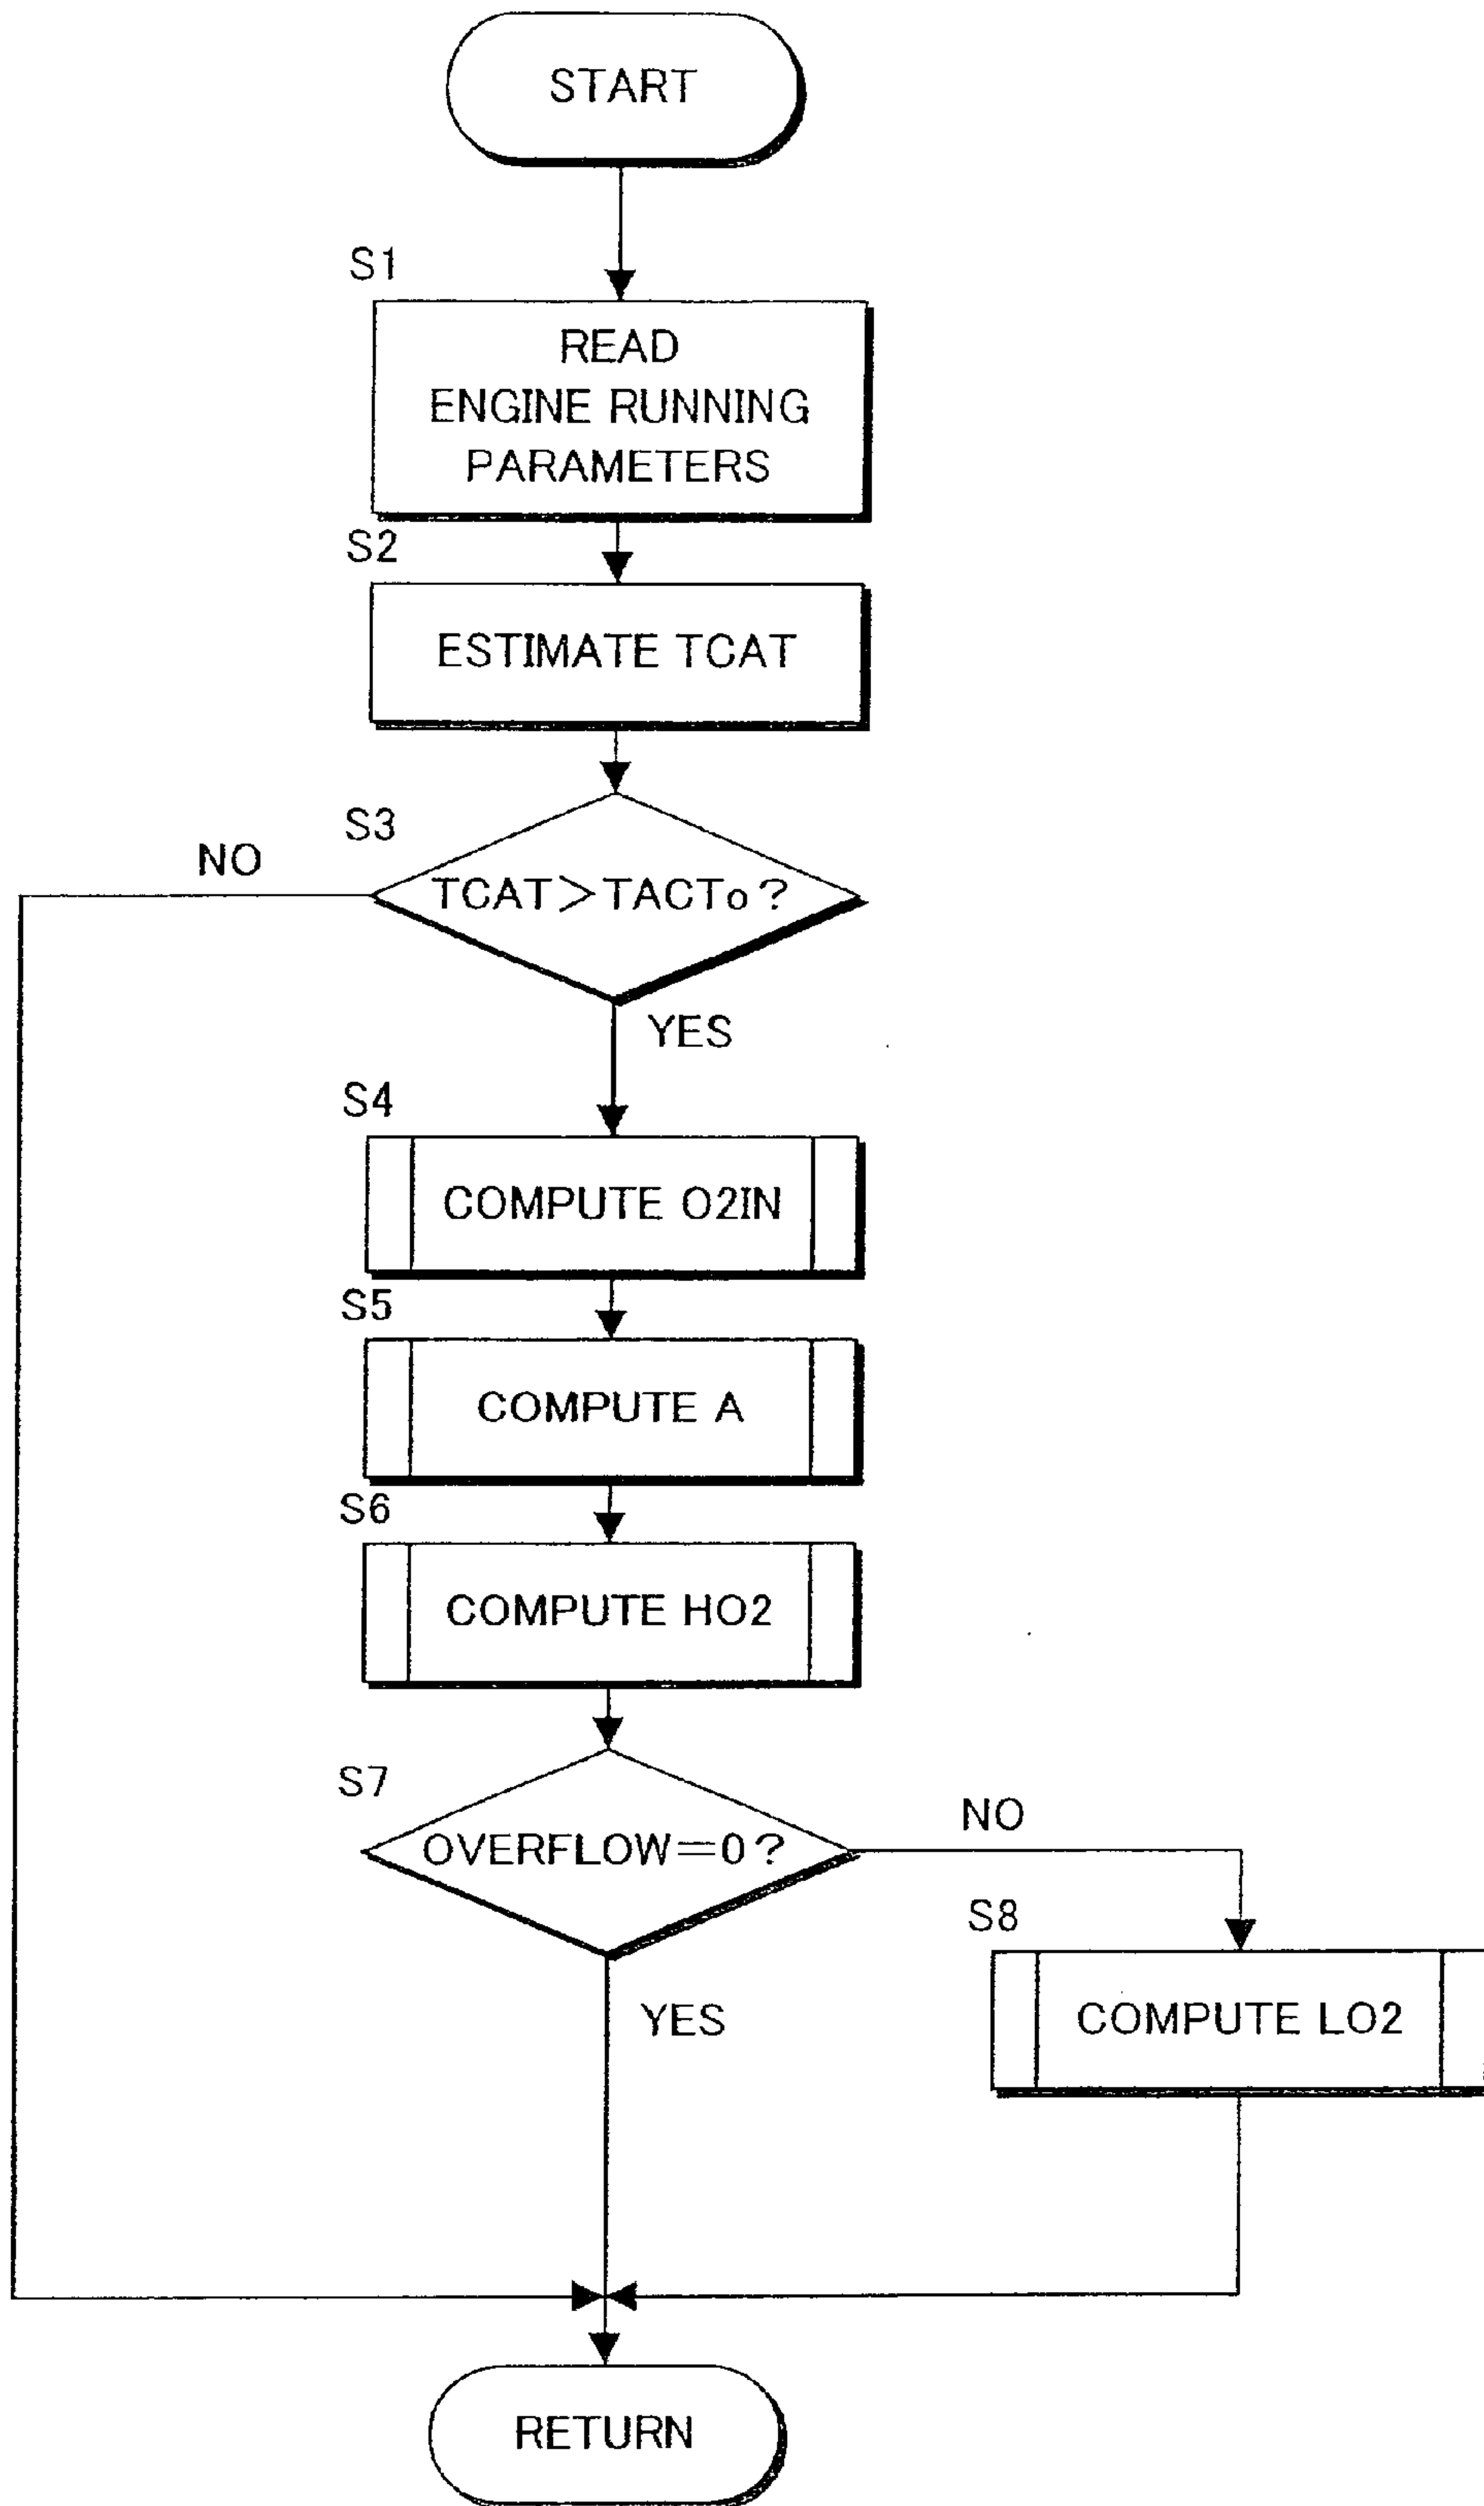 START
S1
READ
ENGINE RUNNING
PARAMETERS
S2
ESTIMATE TCAT
S3
NO
TCAT>TACTo?
YES
S4
COMPUTE O2IN
S5
COMPUTE A
S6
COMPUTE HO2
S7
OVERFLOW=0?
NO
YES
S8
COMPUTE LO2
RETURN